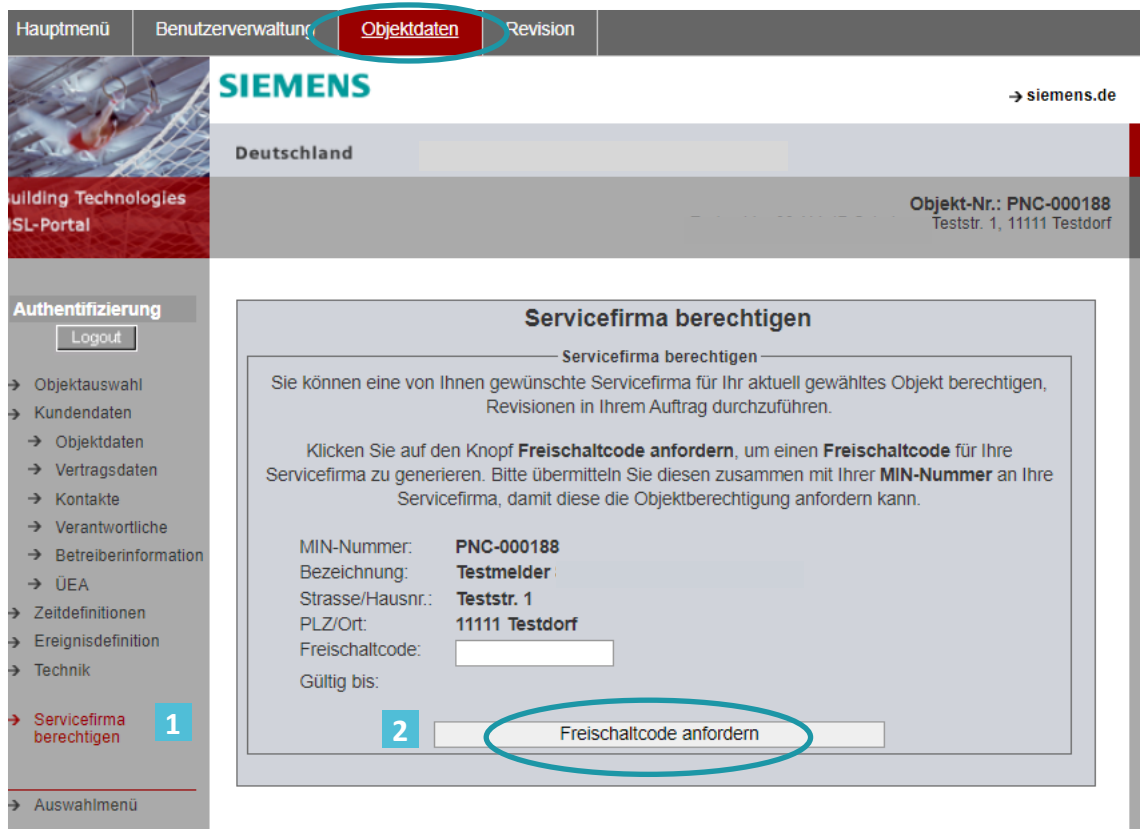 Hauptmenü Benutzerverwaltung Objektdaten Revision
SIEMENS
→ siemens.de
Deutschland
Building Technologies
NSL-Portal
Objekt-Nr.: PNC-000188
Teststr. 1, 11111 Testdorf
Authentifizierung
Logout
→ Objektauswahl
→ Kundendaten
→ Objektdaten
→ Vertragsdaten
→ Kontakte
→ Verantwortliche
→ Betreiberinformation
→ ÜEA
→ Zeitdefinitionen
→ Ereignisdefinition
→ Technik
→ Servicefirma
berechtigen
1
→ Auswahlmenü
Servicefirma berechtigen
Servicefirma berechtigen
Sie können eine von Ihnen gewünschte Servicefirma für Ihr aktuell gewähltes Objekt berechtigen,
Revisionen in Ihrem Auftrag durchzuführen.
Klicken Sie auf den Knopf Freischaltcode anfordern, um einen Freischaltcode für Ihre
Servicefirma zu generieren. Bitte übermitteln Sie diesen zusammen mit Ihrer MIN-Nummer an Ihre
Servicefirma, damit diese die Objektberechtigung anfordern kann.
MIN-Nummer: PNC-000188
Bezeichnung: Testmelder
Strasse/Hausnr.: Teststr. 1
PLZ/Ort: 11111 Testdorf
Freischaltcode:
Gültig bis:
2
Freischaltcode anfordern